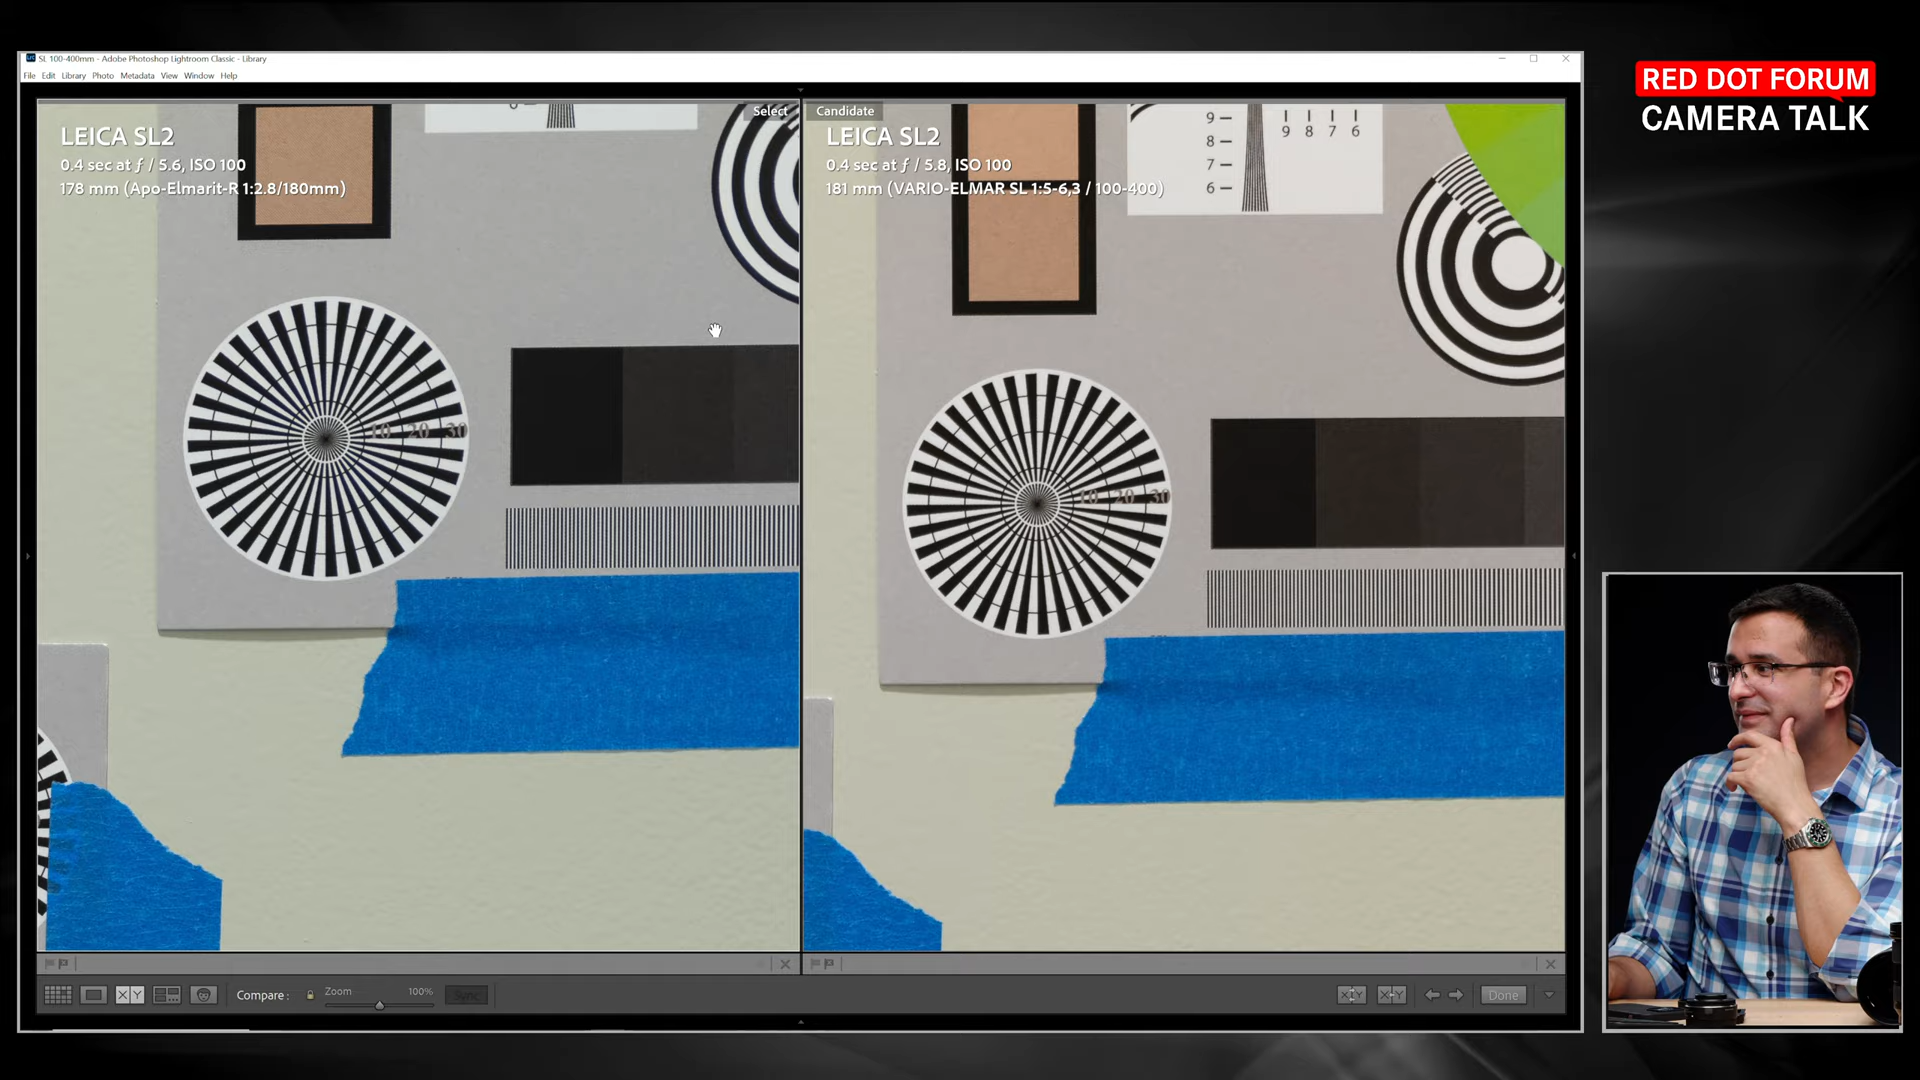 SL 100-400mm - Adobe Photoshop Lightroom Classic - Library
File Edit Library Photo Metadata View Window Help
Select
LEICA SL2
0.4 sec at ƒ / 5.6, ISO 100
178 mm (Apo-Elmarit-R 1:2.8/180mm)
10 20 30
Candidate
LEICA SL2
0.4 sec at ƒ / 5.8, ISO 100
181 mm (VARIO-ELMAR SL 1:5-6,3 / 100-400)
9
8
7
6
9 8 7 6
10 20 30
Compare : Zoom 100% Sync
Done
RED DOT FORUM
CAMERA TALK